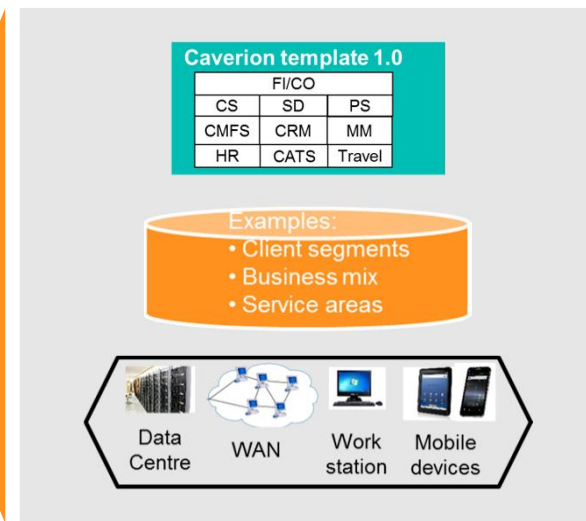 Caverion template 1.0
FI/CO
CS SD PS
CMFS CRM MM
HR CATS Travel
Examples:
• Client segments
• Business mix
• Service areas
Data Centre
WAN
Work station
Mobile devices